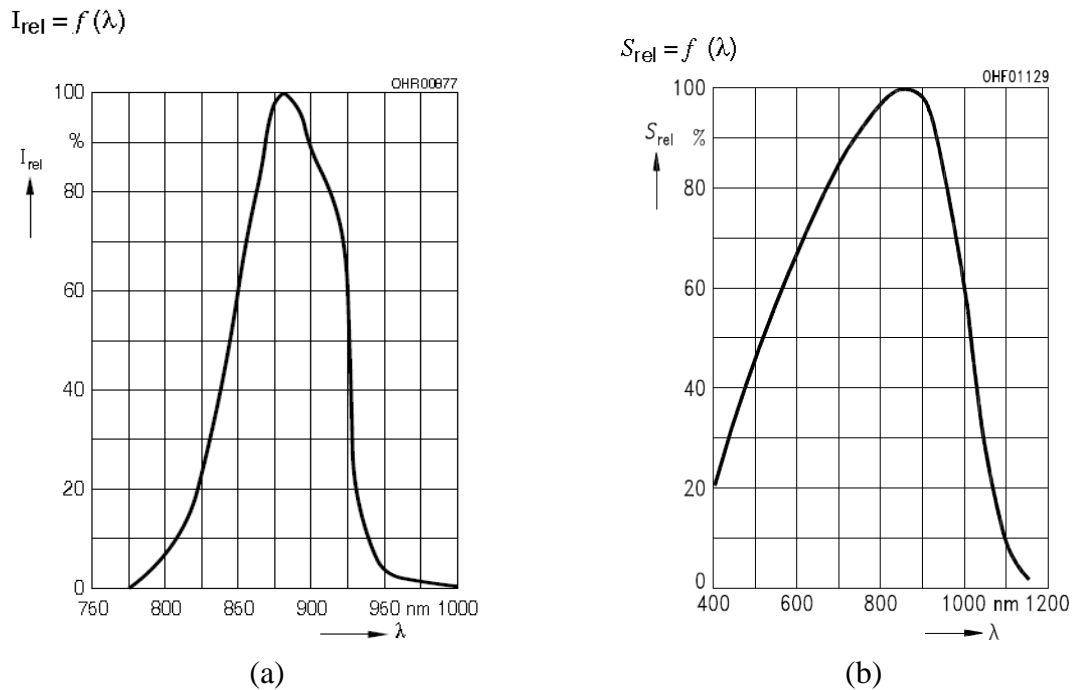 I_rel = f (λ)
OHR00877
100
%
I_rel
80
60
40
20
0
750 800 850 900 950 nm 1000
λ
(a)
S_rel = f (λ)
OHF01129
100
S_rel %
80
60
40
20
0
400 600 800 1000 nm 1200
λ
(b)